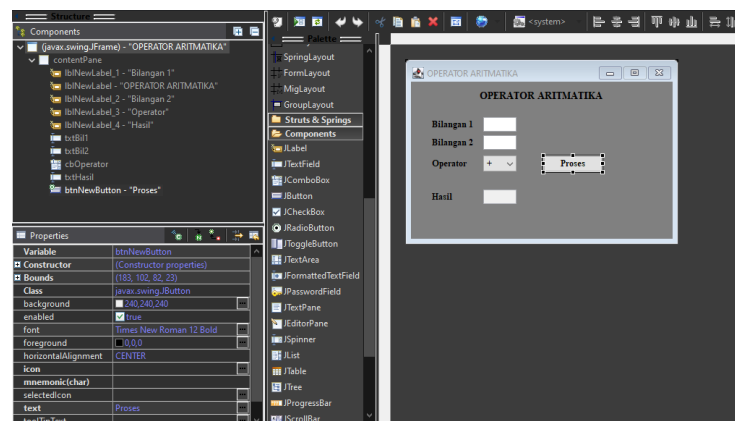 Structure
Components
(javax.swing.JFrame) - "OPERATOR ARITMATIKA"
contentPane
lblNewLabel_1 - "Bilangan 1"
lblNewLabel - "OPERATOR ARITMATIKA"
lblNewLabel_2 - "Bilangan 2"
lblNewLabel_3 - "Operator"
lblNewLabel_4 - "Hasil"
txtBil1
txtBil2
cbOperator
txtHasil
btnNewButton - "Proses"
Properties
Variable btnNewButton
Constructor (Constructor properties)
Bounds (183, 102, 82, 23)
Class javax.swing.JButton
background 240,240,240
enabled true
font Times New Roman 12 Bold
foreground 0,0,0
horizontalAlignment CENTER
icon
mnemonic(char)
selectedIcon
text Proses
toolTipText
<system>
Palette
SpringLayout
FormLayout
MigLayout
GroupLayout
Struts & Springs
Components
JLabel
JTextField
JComboBox
JButton
JCheckBox
JRadioButton
JToggleButton
JTextArea
JFormattedTextField
JPasswordField
JTextPane
JEditorPane
JSpinner
JList
JTable
JTree
JProgressBar
JScrollBar
OPERATOR ARITMATIKA
OPERATOR ARITMATIKA
Bilangan 1
Bilangan 2
Operator + Proses
Hasil